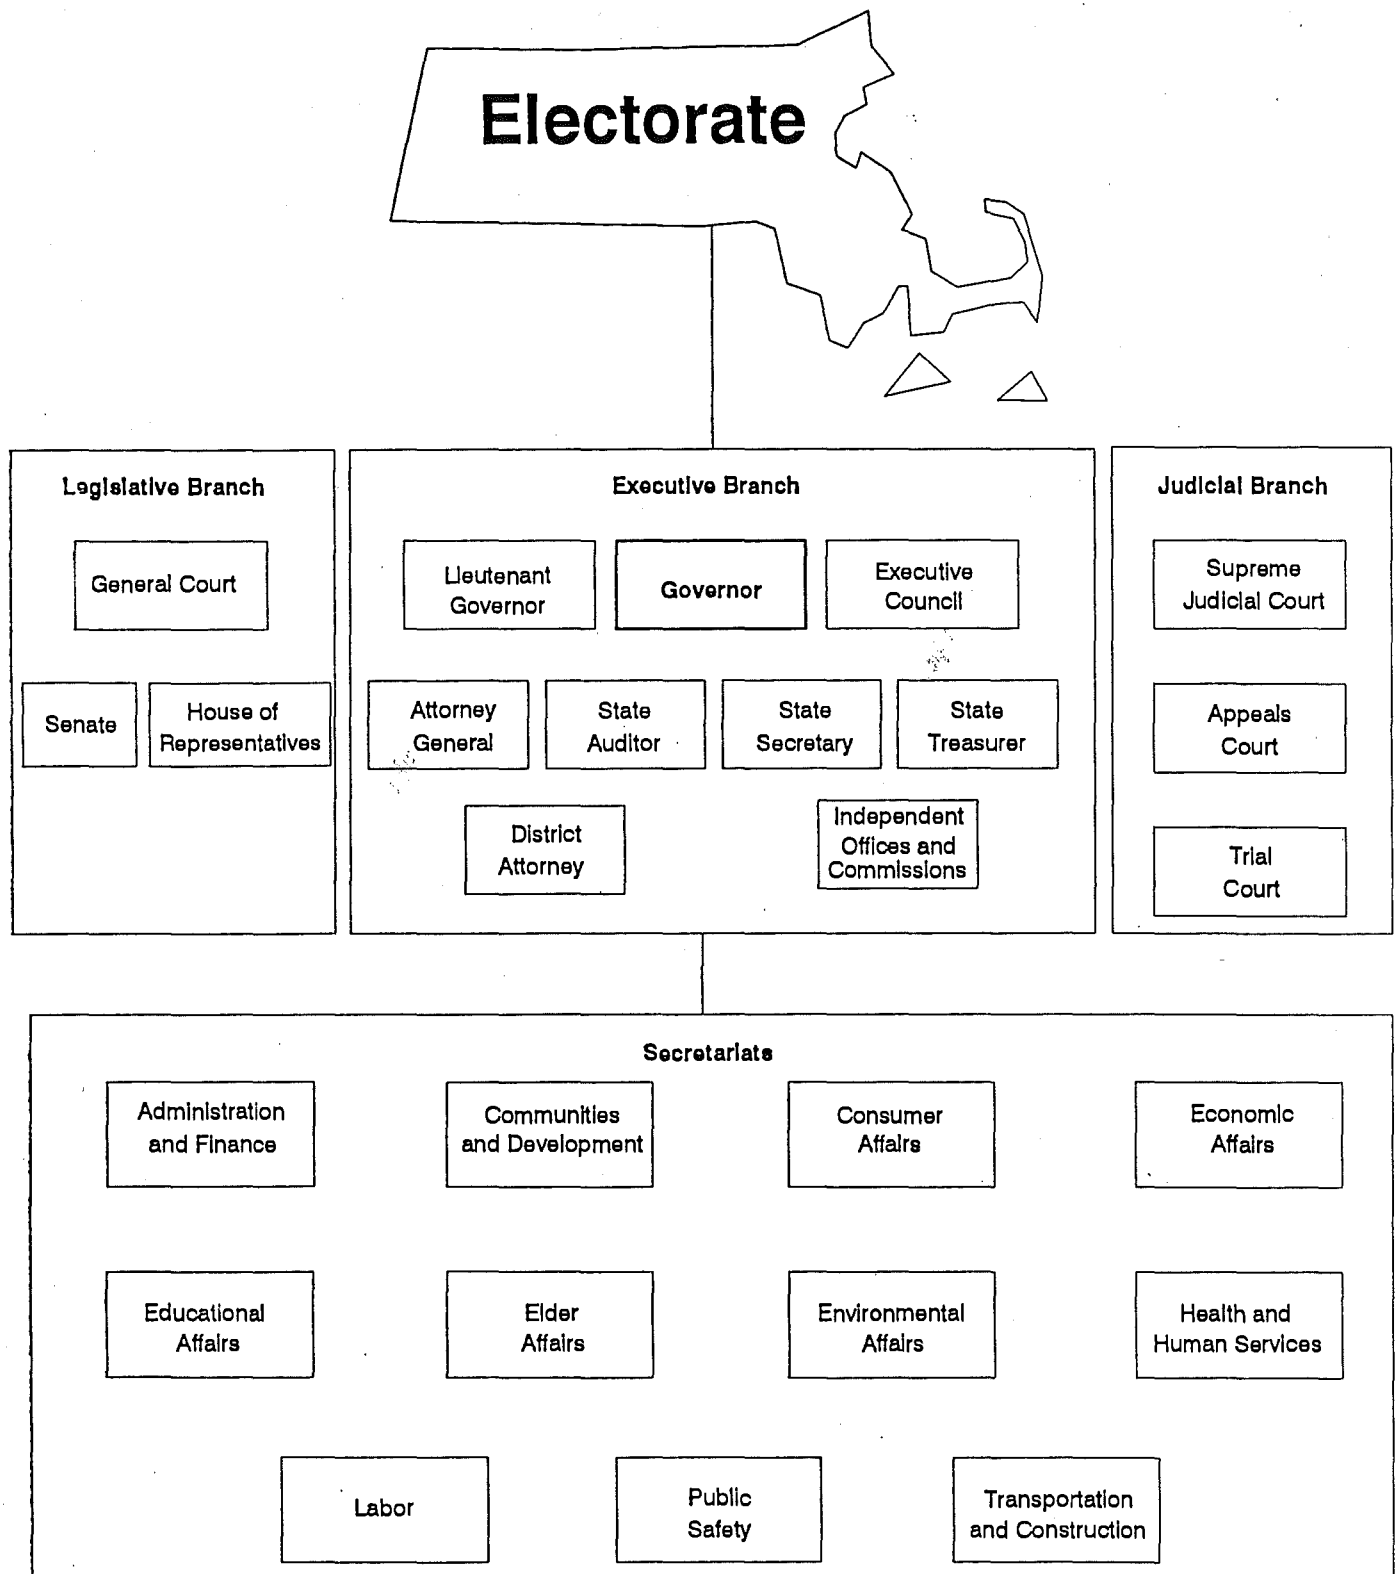 Electorate
Legislative Branch
General Court
Senate
House of
Representatives
Executive Branch
Lieutenant
Governor
Governor
Executive
Council
Attorney
General
State
Auditor
State
Secretary
State
Treasurer
District
Attorney
Independent
Offices and
Commissions
Judicial Branch
Supreme
Judicial Court
Appeals
Court
Trial
Court
Secretariats
Administration
and Finance
Communities
and Development
Consumer
Affairs
Economic
Affairs
Educational
Affairs
Elder
Affairs
Environmental
Affairs
Health and
Human Services
Labor
Public
Safety
Transportation
and Construction